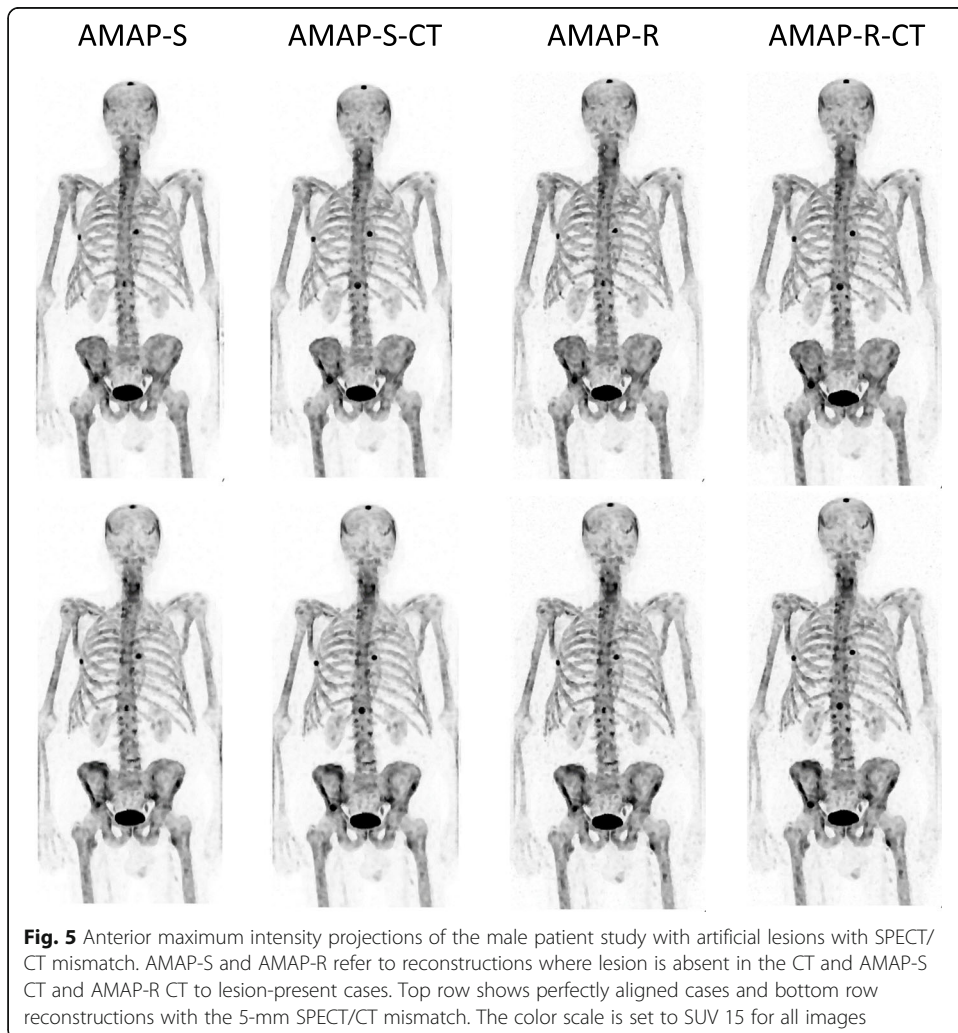 AMAP-S AMAP-S-CT AMAP-R AMAP-R-CT
Fig. 5 Anterior maximum intensity projections of the male patient study with artificial lesions with SPECT/
CT mismatch. AMAP-S and AMAP-R refer to reconstructions where lesion is absent in the CT and AMAP-S
CT and AMAP-R CT to lesion-present cases. Top row shows perfectly aligned cases and bottom row
reconstructions with the 5-mm SPECT/CT mismatch. The color scale is set to SUV 15 for all images